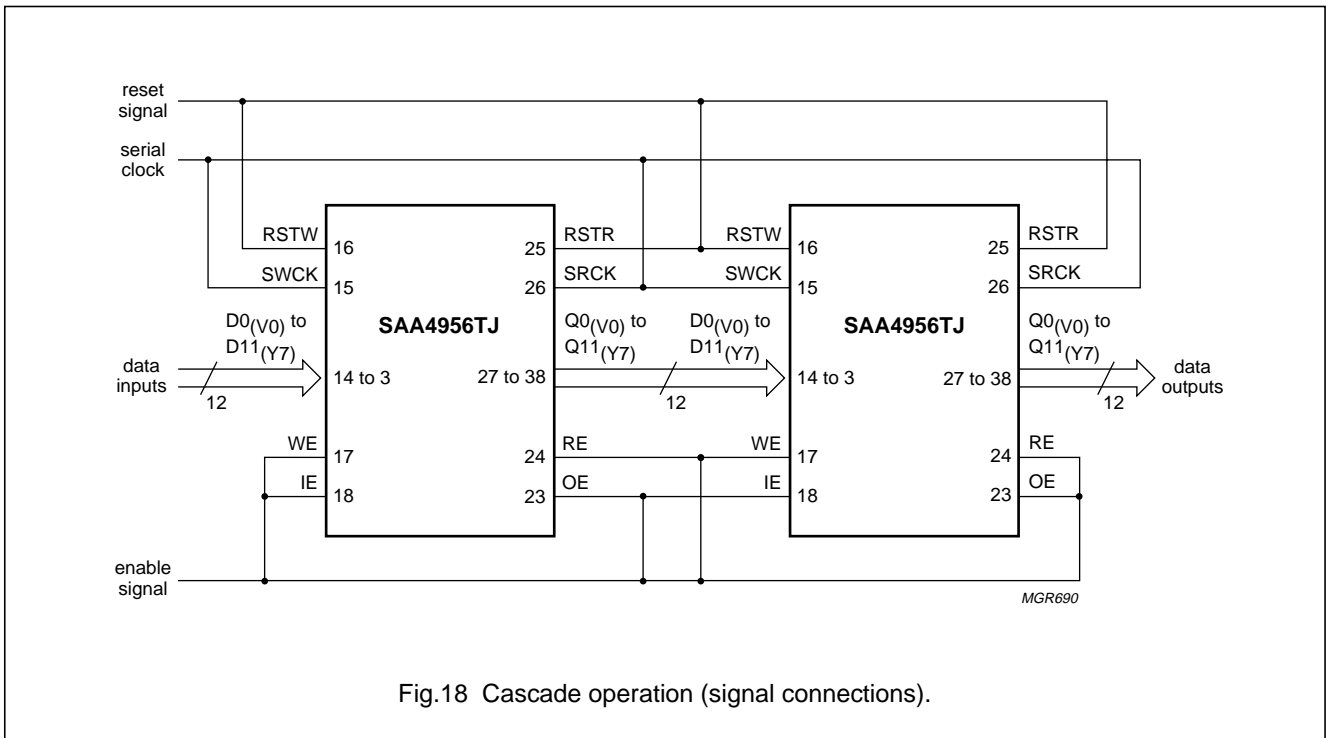 reset
signal
serial
clock
RSTW
16
25
RSTR
RSTW
16
25
RSTR
SWCK
15
26
SRCK
SWCK
15
26
SRCK
SAA4956TJ
SAA4956TJ
D0(V0) to
D11(Y7)
Q0(V0) to
Q11(Y7)
D0(V0) to
D11(Y7)
Q0(V0) to
Q11(Y7)
data
inputs
12
14 to 3
27 to 38
12
14 to 3
27 to 38
12
data
outputs
WE
17
24
RE
WE
17
24
RE
IE
18
23
OE
IE
18
23
OE
enable
signal
MGR690
Fig.18 Cascade operation (signal connections).